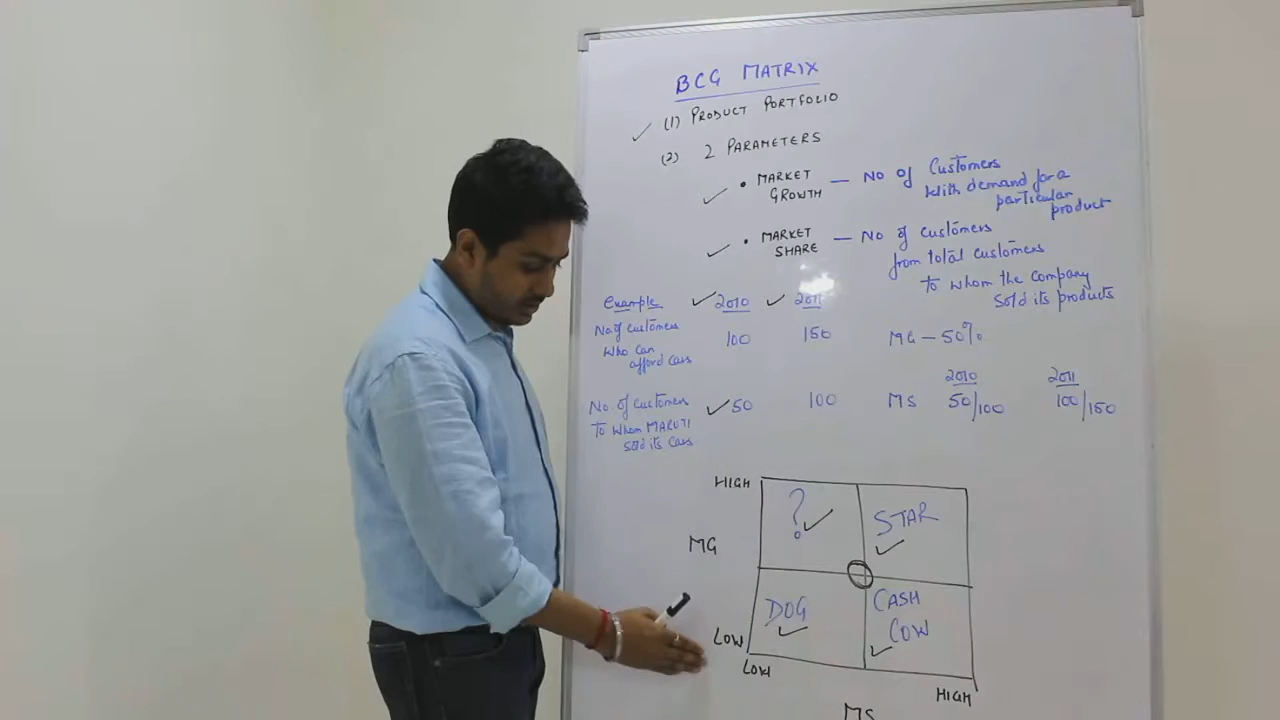 BCG MATRIX
(1) PRODUCT PORTFOLIO
(2) 2 PARAMETERS
• MARKET GROWTH — No of Customers
With demand for a
particular
product
• MARKET SHARE — No of customers
from total customers
To whom the company
sold its products
Example 2010 2011
No. of customers
Who can
afford cars
100 150 MG – 50%
No. of customers
To whom MARUTI
sold its cars
50 100 MS
2010 2011
50/100 100/150
HIGH
? STAR
MG
DOG CASH
COW
LOW
LOW HIGH
MS